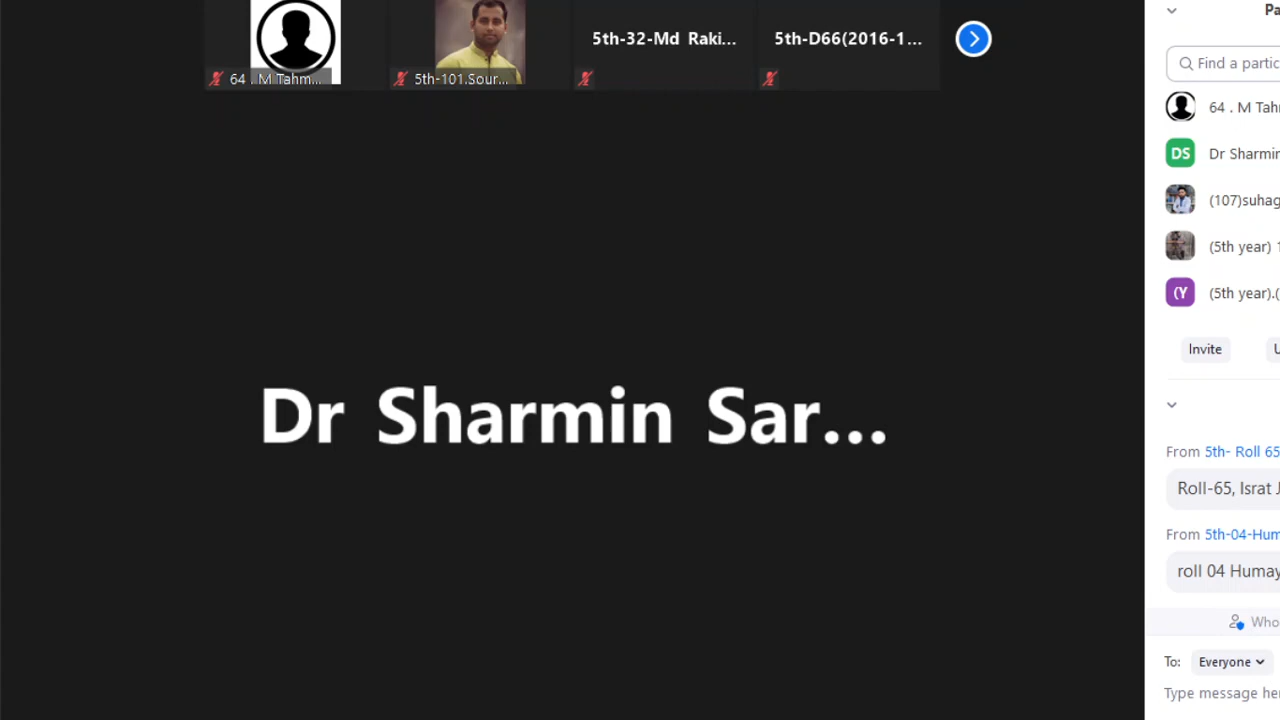 5th-32-Md Raki...
5th-D66(2016-1...
64 . M Tahm...
5th-101.Sour...
Dr Sharmin Sar...
Pa
Find a partic
64 . M Tah
Dr Sharmin
(107)suhag
(5th year)
DS
(Y
(5th year).(
Invite
U
From 5th- Roll 65
Roll-65, Israt J
From 5th-04-Hum
roll 04 Humay
Who
To: Everyone
Type message her